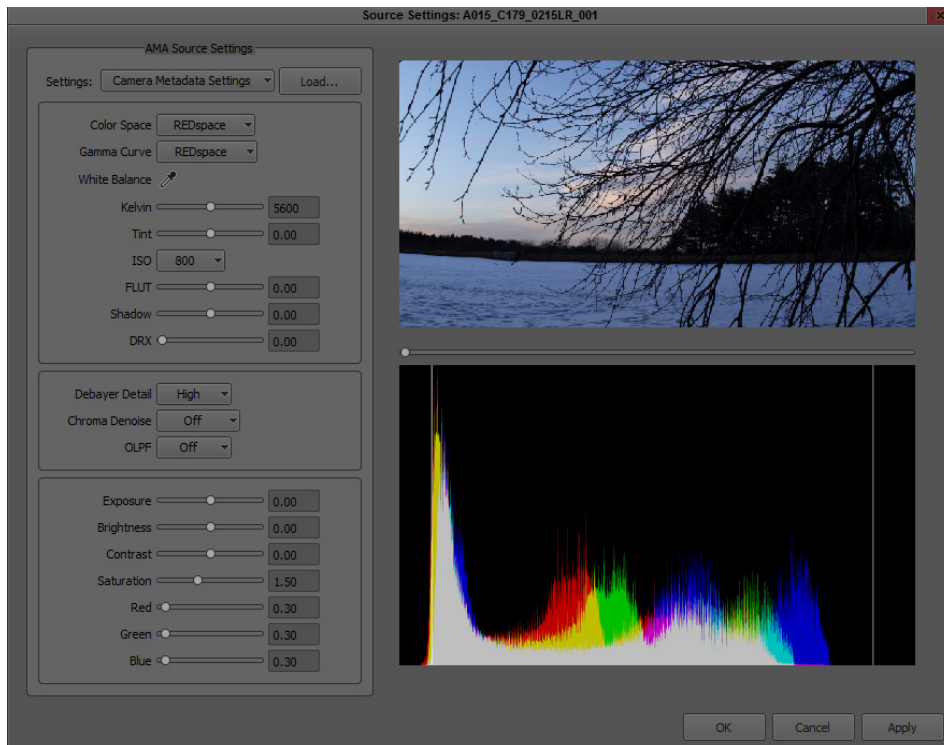 Source Settings: A015_C179_0215LR_001
AMA Source Settings
Settings: Camera Metadata Settings Load...
Color Space REDspace
Gamma Curve REDspace
White Balance
Kelvin 5600
Tint 0.00
ISO 800
FLUT 0.00
Shadow 0.00
DRX 0.00
Debayer Detail High
Chroma Denoise Off
OLPF Off
Exposure 0.00
Brightness 0.00
Contrast 0.00
Saturation 1.50
Red 0.30
Green 0.30
Blue 0.30
OK Cancel Apply